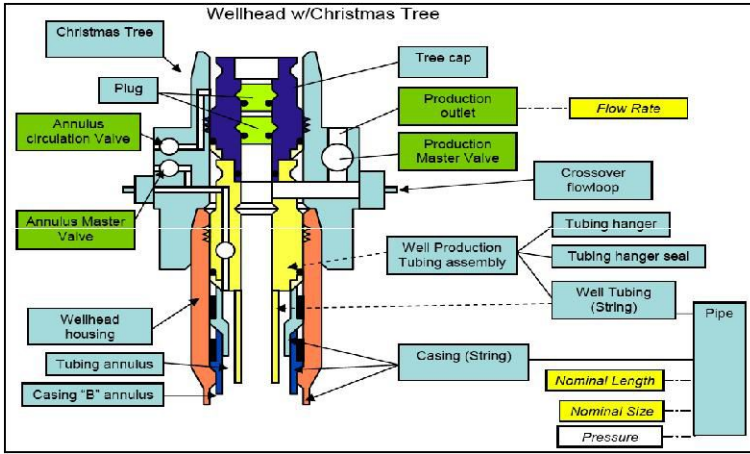 Wellhead w/Christmas Tree
Christmas Tree
Plug
Annulus
circulation Valve
Annulus Master
Valve
Wellhead
housing
Tubing annulus
Casing "B" annulus
Tree cap
Production
outlet
Flow Rate
Production
Master Valve
Crossover
flowloop
Tubing hanger
Well Production
Tubing assembly
Tubing hanger seal
Well Tubing
(String)
Pipe
Casing (String)
Nominal Length
Nominal Size
Pressure